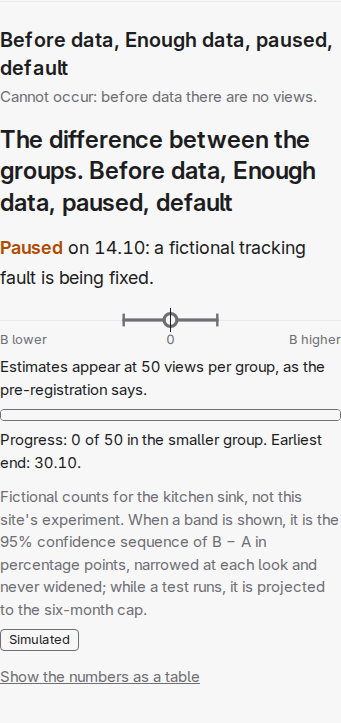 Before data, Enough data, paused,
default
Cannot occur: before data there are no views.
The difference between the
groups. Before data, Enough
data, paused, default
Paused on 14.10: a fictional tracking
fault is being fixed.
B lower 0 B higher
Estimates appear at 50 views per group, as the
pre-registration says.
Progress: 0 of 50 in the smaller group. Earliest
end: 30.10.
Fictional counts for the kitchen sink, not this
site's experiment. When a band is shown, it is the
95% confidence sequence of B − A in
percentage points, narrowed at each look and
never widened; while a test runs, it is projected
to the six-month cap.
Simulated
Show the numbers as a table